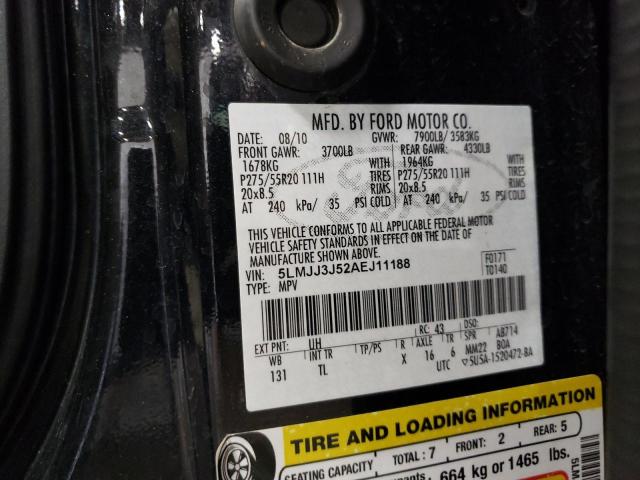 MFD. BY FORD MOTOR CO.
DATE: 08/10 GVWR: 7900LB/ 3583KG
FRONT GAWR: 3700LB REAR GAWR: 4330LB
1678KG WITH 1964KG WITH
P275/55R20 111H TIRES P275/55R20 111H TIRES
20x8.5 RIMS 20x8.5 RIMS
AT 240 kPa/ 35 PSI COLD AT 240 kPa/ 35 PSI COLD
Ford
THIS VEHICLE CONFORMS TO ALL APPLICABLE FEDERAL MOTOR
VEHICLE SAFETY STANDARDS IN EFFECT ON THE DATE OF
MANUFACTURE SHOWN ABOVE.
VIN: 5LMJJ3J52AEJ11188 F0171
TYPE: MPV T0140
EXT PNT: UH RC: 43 DSO:
WB INT TR TP/PS R AXLE TR AB714
131 TL X 16 6 MM22 BOA
UTC 5U5A-1520472-BA
TIRE AND LOADING INFORMATION
SEATING CAPACITY TOTAL: 7 FRONT: 2 REAR: 5
664 kg or 1465 lbs.
5LM